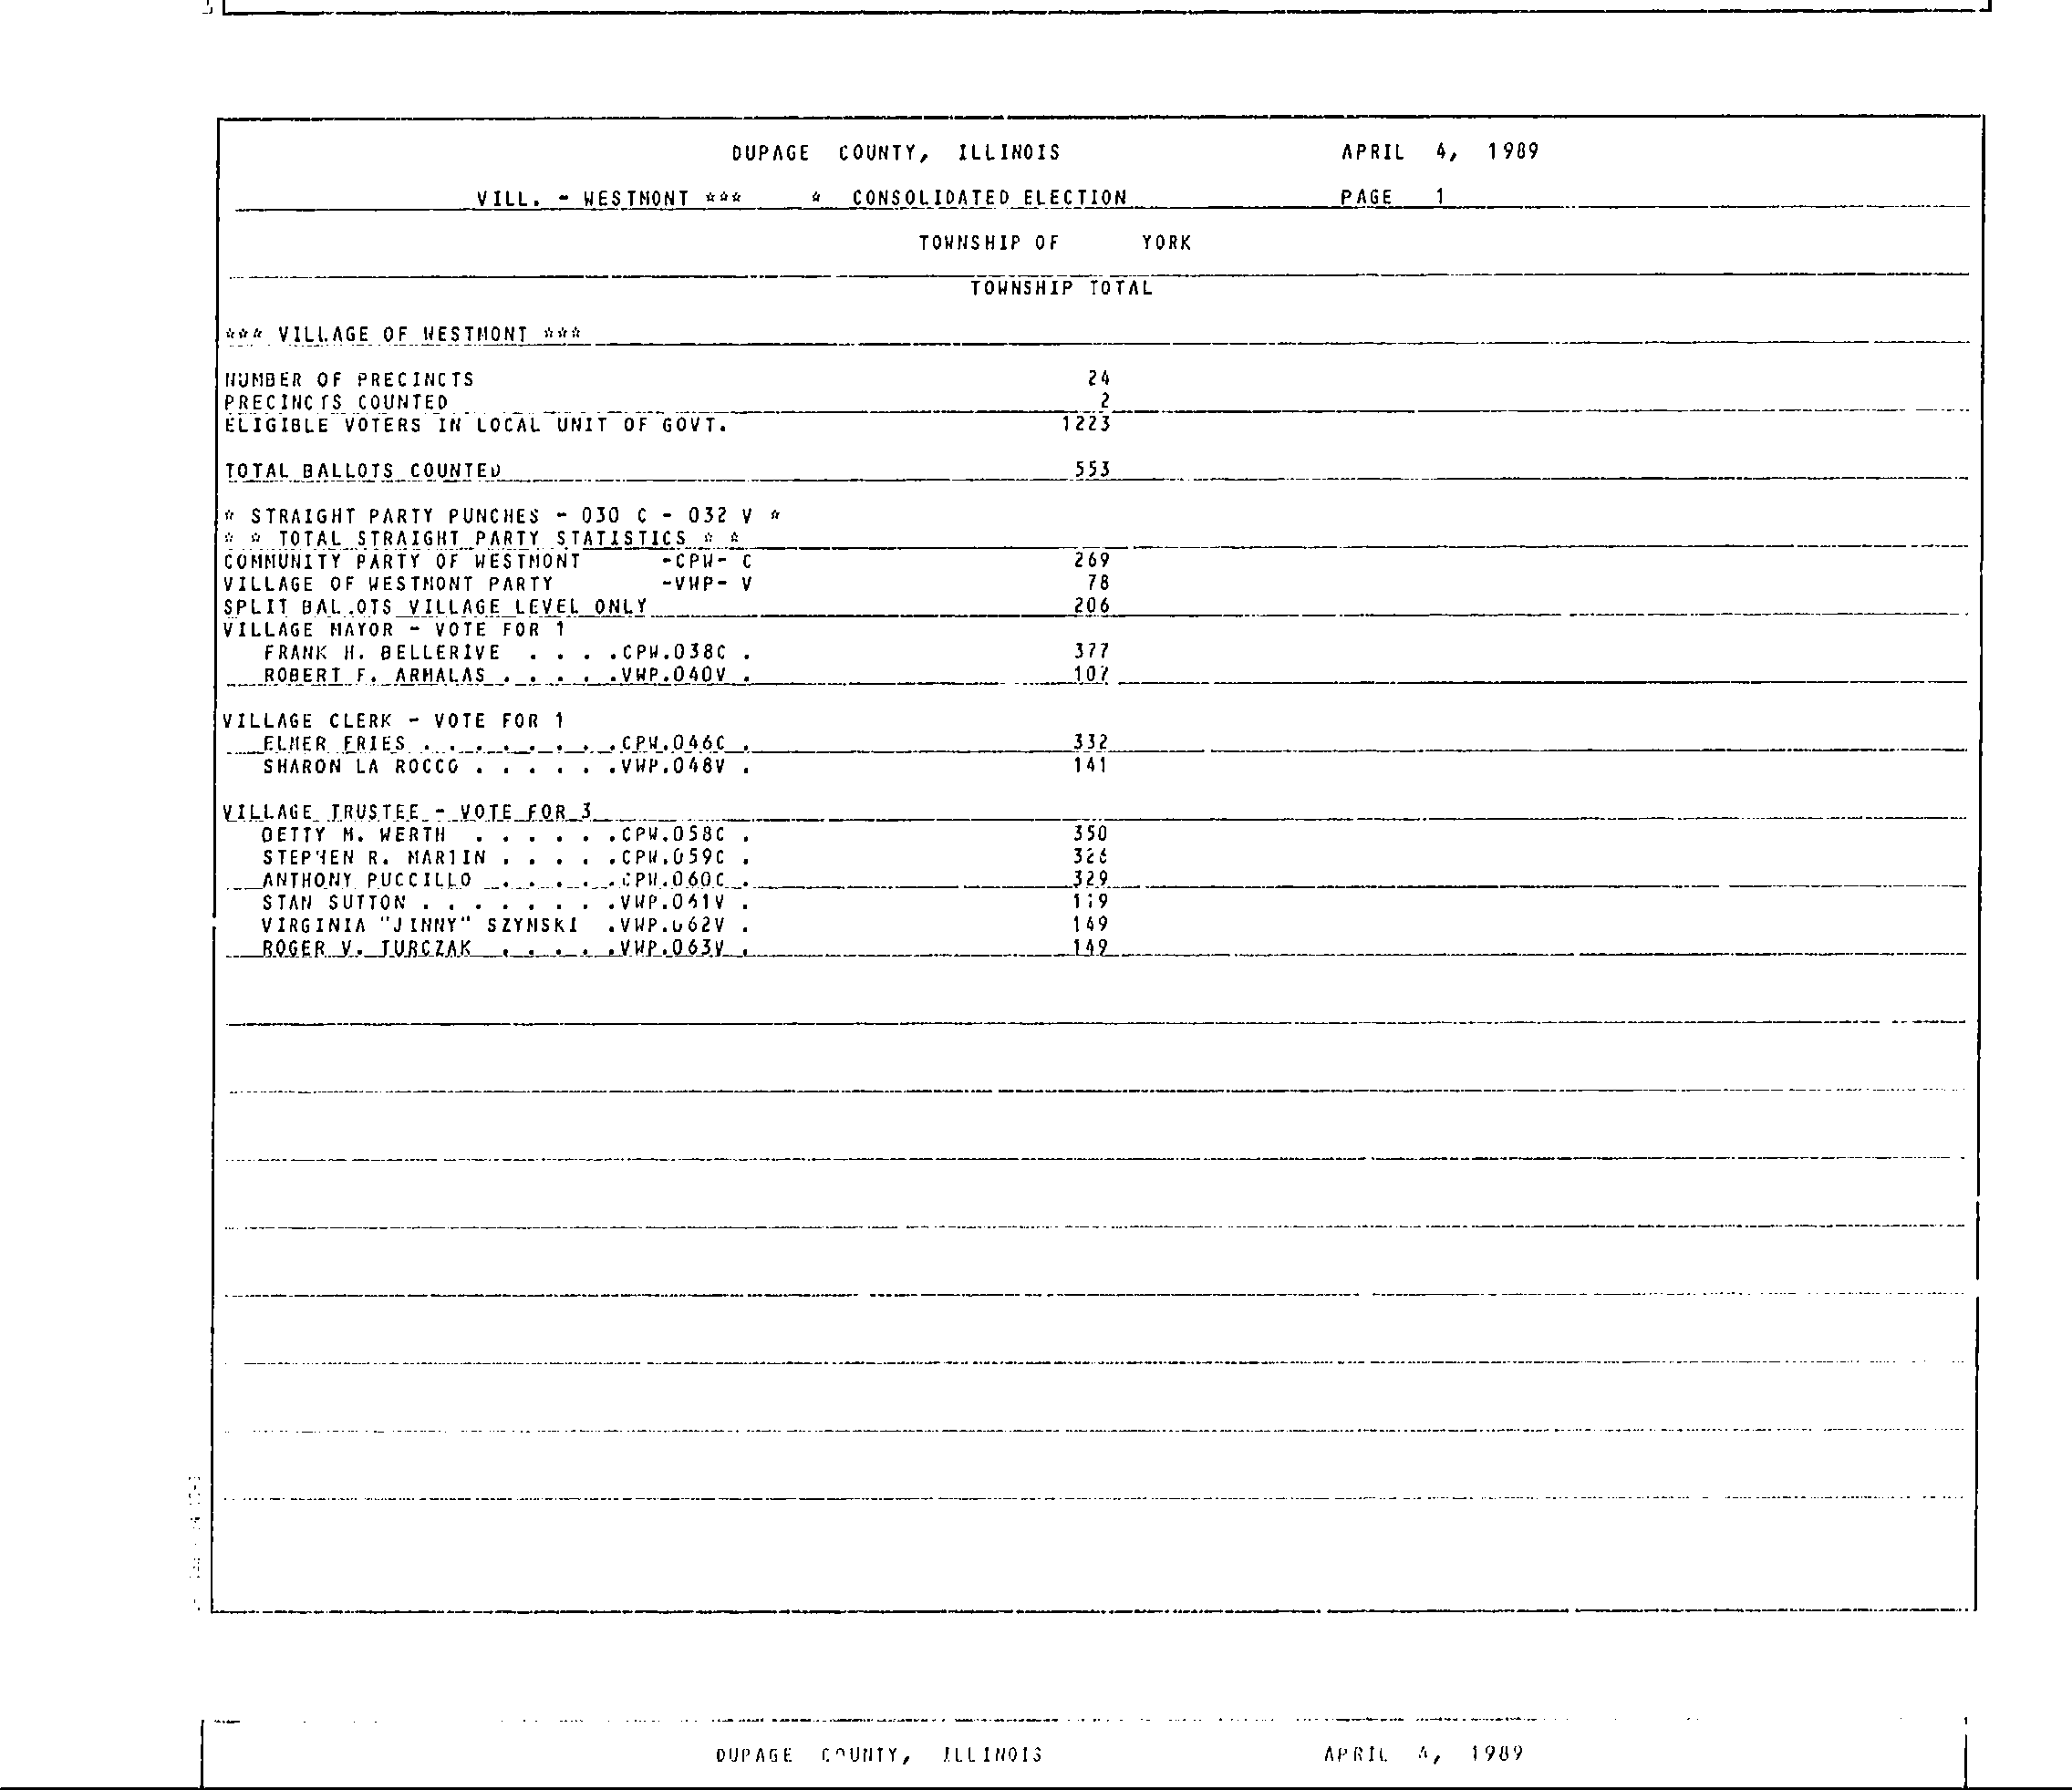 DUPAGE COUNTY, ILLINOIS APRIL 4, 1989
VILL. - WESTMONT *** * CONSOLIDATED ELECTION PAGE 1
TOWNSHIP OF YORK
TOWNSHIP TOTAL
*** VILLAGE OF WESTMONT ***
NUMBER OF PRECINCTS 24
PRECINCTS COUNTED 2
ELIGIBLE VOTERS IN LOCAL UNIT OF GOVT. 1223
TOTAL BALLOTS COUNTED 553
* STRAIGHT PARTY PUNCHES - 030 C - 032 V *
* * TOTAL STRAIGHT PARTY STATISTICS * *
COMMUNITY PARTY OF WESTMONT -CPW- C 269
VILLAGE OF WESTMONT PARTY -VWP- V 78
SPLIT BALLOTS VILLAGE LEVEL ONLY 206
VILLAGE MAYOR - VOTE FOR 1
FRANK H. BELLERIVE . . . .CPW.038C . 377
ROBERT F. ARMALAS . . . . .VWP.040V .
VILLAGE CLERK - VOTE FOR 1
ELMER FRIES . . . . . . . .CPW.046C . 332
SHARON LA ROCCO . . . . . .VWP.048V . 141
VILLAGE TRUSTEE - VOTE FOR 3
BETTY M. WERTH . . . . . .CPW.058C . 350
STEPHEN R. MARTIN . . . . .CPW.059C .
ANTHONY PUCCILLO . . . . . .CPW.060C . 329
STAN SUTTON . . . . . . . .VWP.061V .
VIRGINIA "JINNY" SZYMSKI .VWP.062V . 169
ROGER V. TURCZAK . . . . .VWP.063V . 149
DUPAGE COUNTY, ILLINOIS APRIL 4, 1989